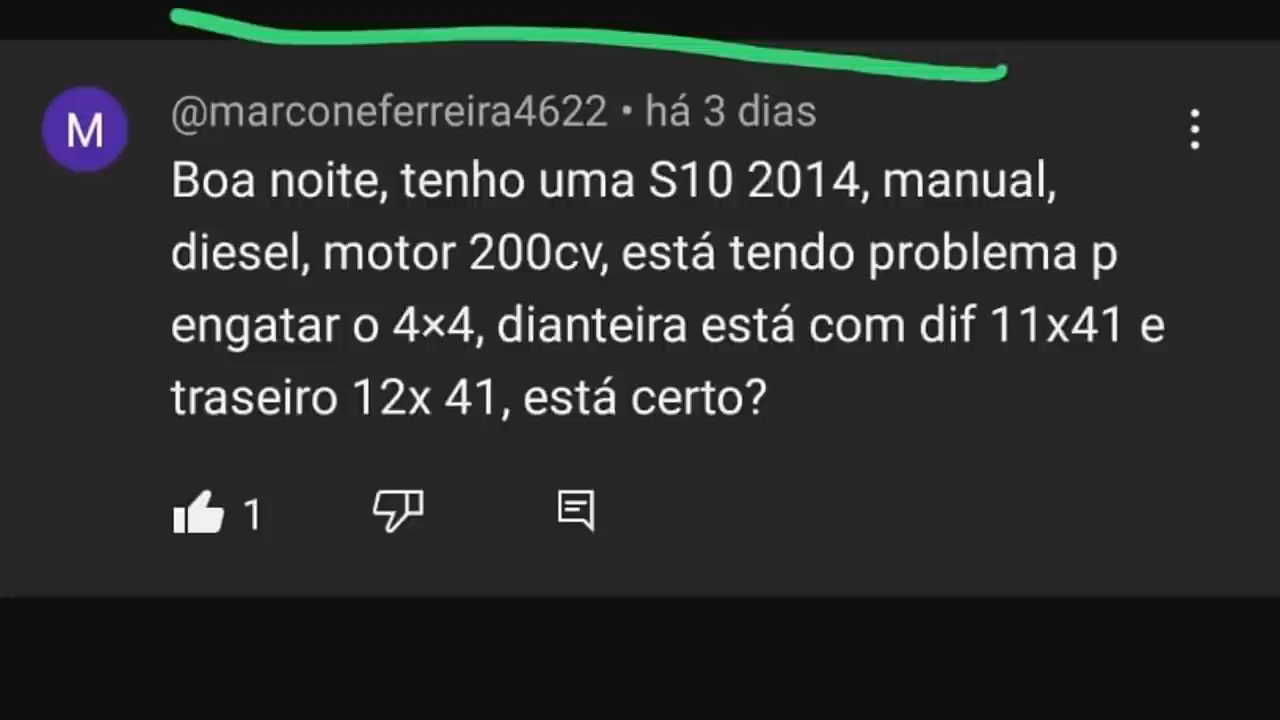 M
@marconeferreira4622 • há 3 dias
Boa noite, tenho uma S10 2014, manual,
diesel, motor 200cv, está tendo problema p
engatar o 4×4, dianteira está com dif 11x41 e
traseiro 12x 41, está certo?
1